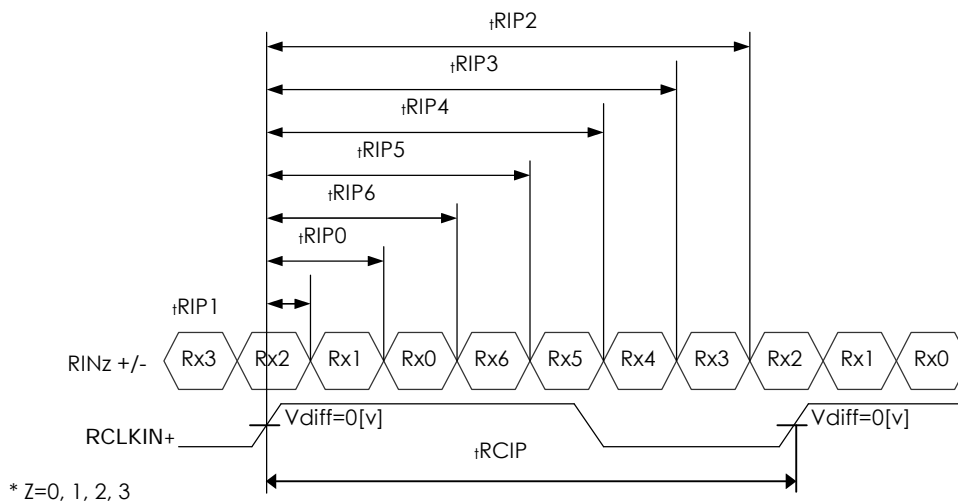 tRIP2
tRIP3
tRIP4
tRIP5
tRIP6
tRIP0
tRIP1
RINz +/- Rx3 Rx2 Rx1 Rx0 Rx6 Rx5 Rx4 Rx3 Rx2 Rx1 Rx0
Vdiff=0[v] Vdiff=0[v]
RCLKIN+
tRCIP
* Z=0, 1, 2, 3